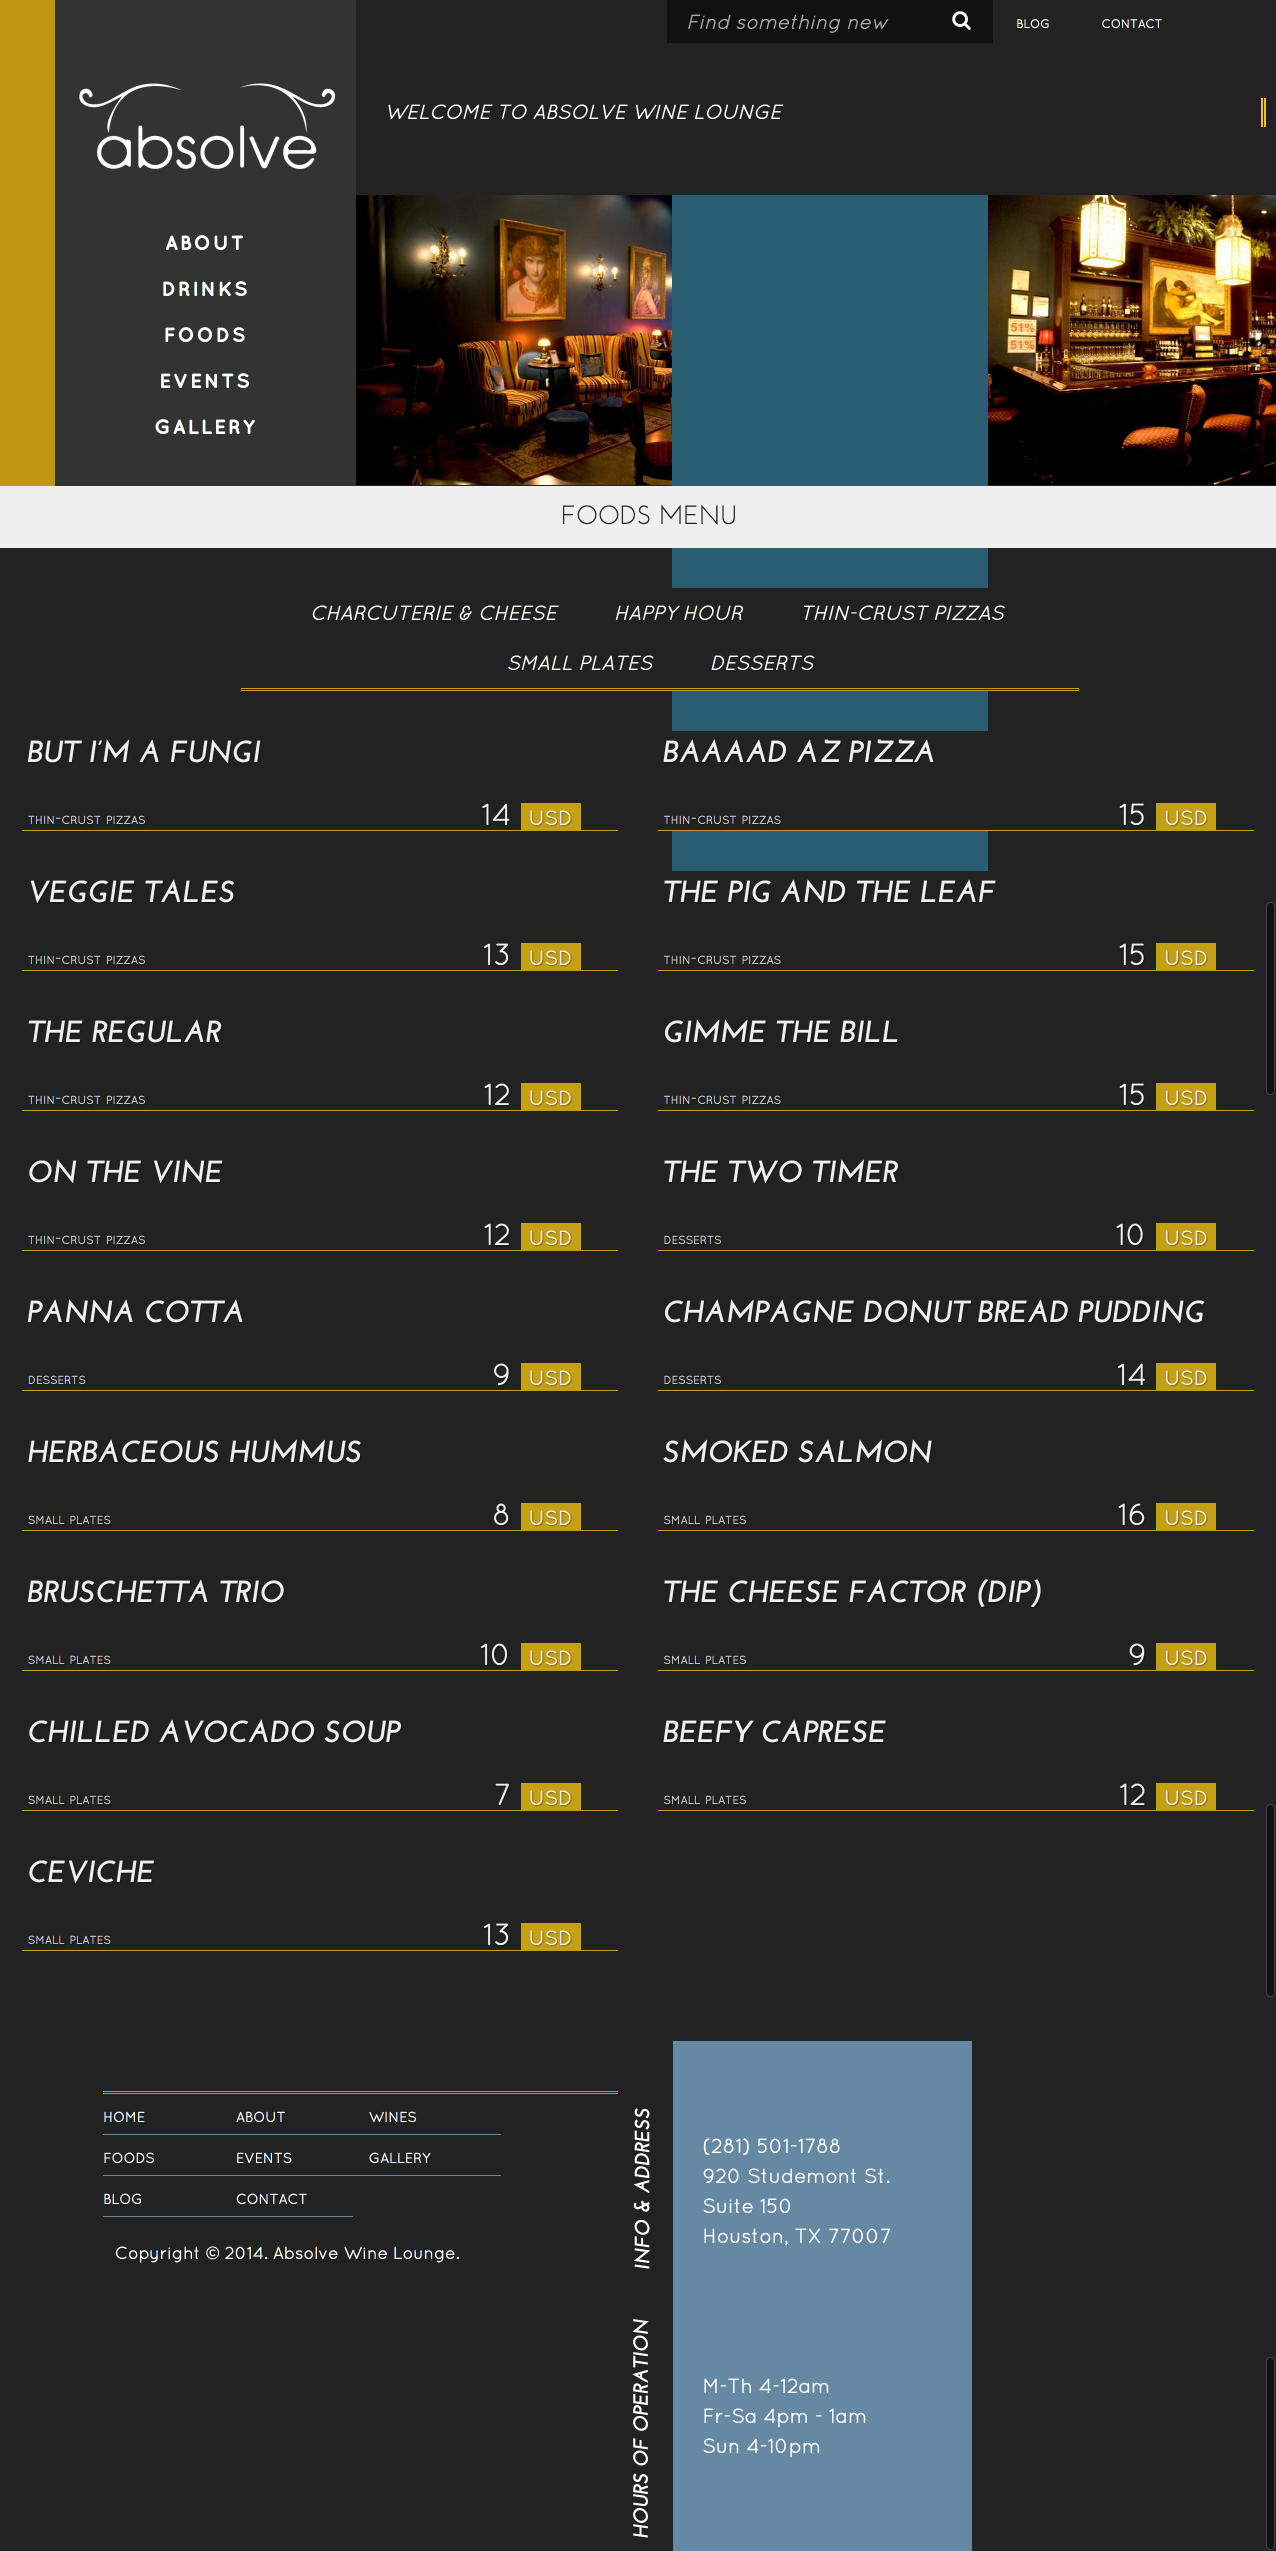 Find something new
BLOG
CONTACT
absolve
WELCOME TO ABSOLVE WINE LOUNGE
ABOUT
DRINKS
FOODS
EVENTS
GALLERY
51%
51%
FOODS MENU
CHARCUTERIE & CHEESE
HAPPY HOUR
THIN-CRUST PIZZAS
SMALL PLATES
DESSERTS
BUT I'M A FUNGI
THIN-CRUST PIZZAS
14 USD
BAAAAD AZ PIZZA
THIN-CRUST PIZZAS
15 USD
VEGGIE TALES
THIN-CRUST PIZZAS
13 USD
THE PIG AND THE LEAF
THIN-CRUST PIZZAS
15 USD
THE REGULAR
THIN-CRUST PIZZAS
12 USD
GIMME THE BILL
THIN-CRUST PIZZAS
15 USD
ON THE VINE
THIN-CRUST PIZZAS
12 USD
THE TWO TIMER
DESSERTS
10 USD
PANNA COTTA
DESSERTS
9 USD
CHAMPAGNE DONUT BREAD PUDDING
DESSERTS
14 USD
HERBACEOUS HUMMUS
SMALL PLATES
8 USD
SMOKED SALMON
SMALL PLATES
16 USD
BRUSCHETTA TRIO
SMALL PLATES
10 USD
THE CHEESE FACTOR (DIP)
SMALL PLATES
9 USD
CHILLED AVOCADO SOUP
SMALL PLATES
7 USD
BEEFY CAPRESE
SMALL PLATES
12 USD
CEVICHE
SMALL PLATES
13 USD
HOME
ABOUT
WINES
FOODS
EVENTS
GALLERY
BLOG
CONTACT
Copyright © 2014. Absolve Wine Lounge.
INFO & ADDRESS
(281) 501-1788
920 Studemont St.
Suite 150
Houston, TX 77007
HOURS OF OPERATION
M-Th 4-12am
Fr-Sa 4pm - 1am
Sun 4-10pm